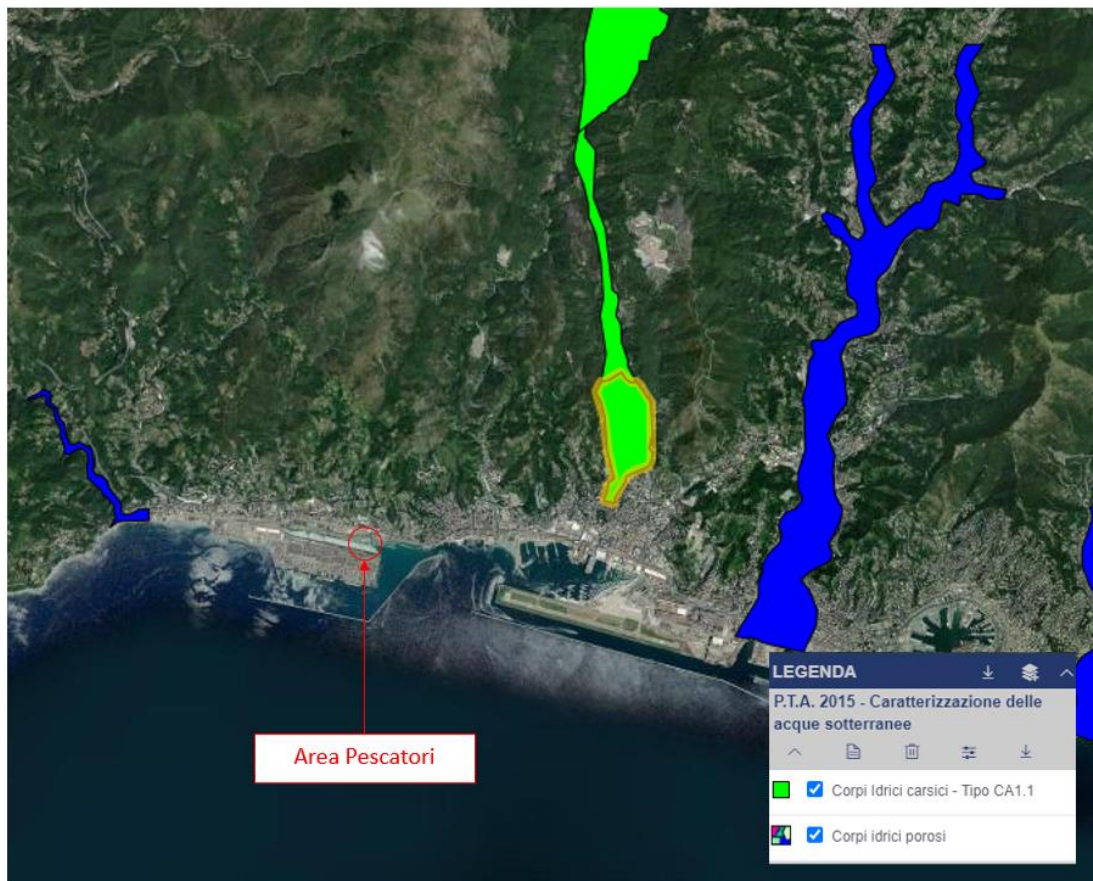 Area Pescatori
LEGENDA
P.T.A. 2015 - Caratterizzazione delle
acque sotterranee
Corpi Idrici carsici - Tipo CA1.1
Corpi idrici porosi